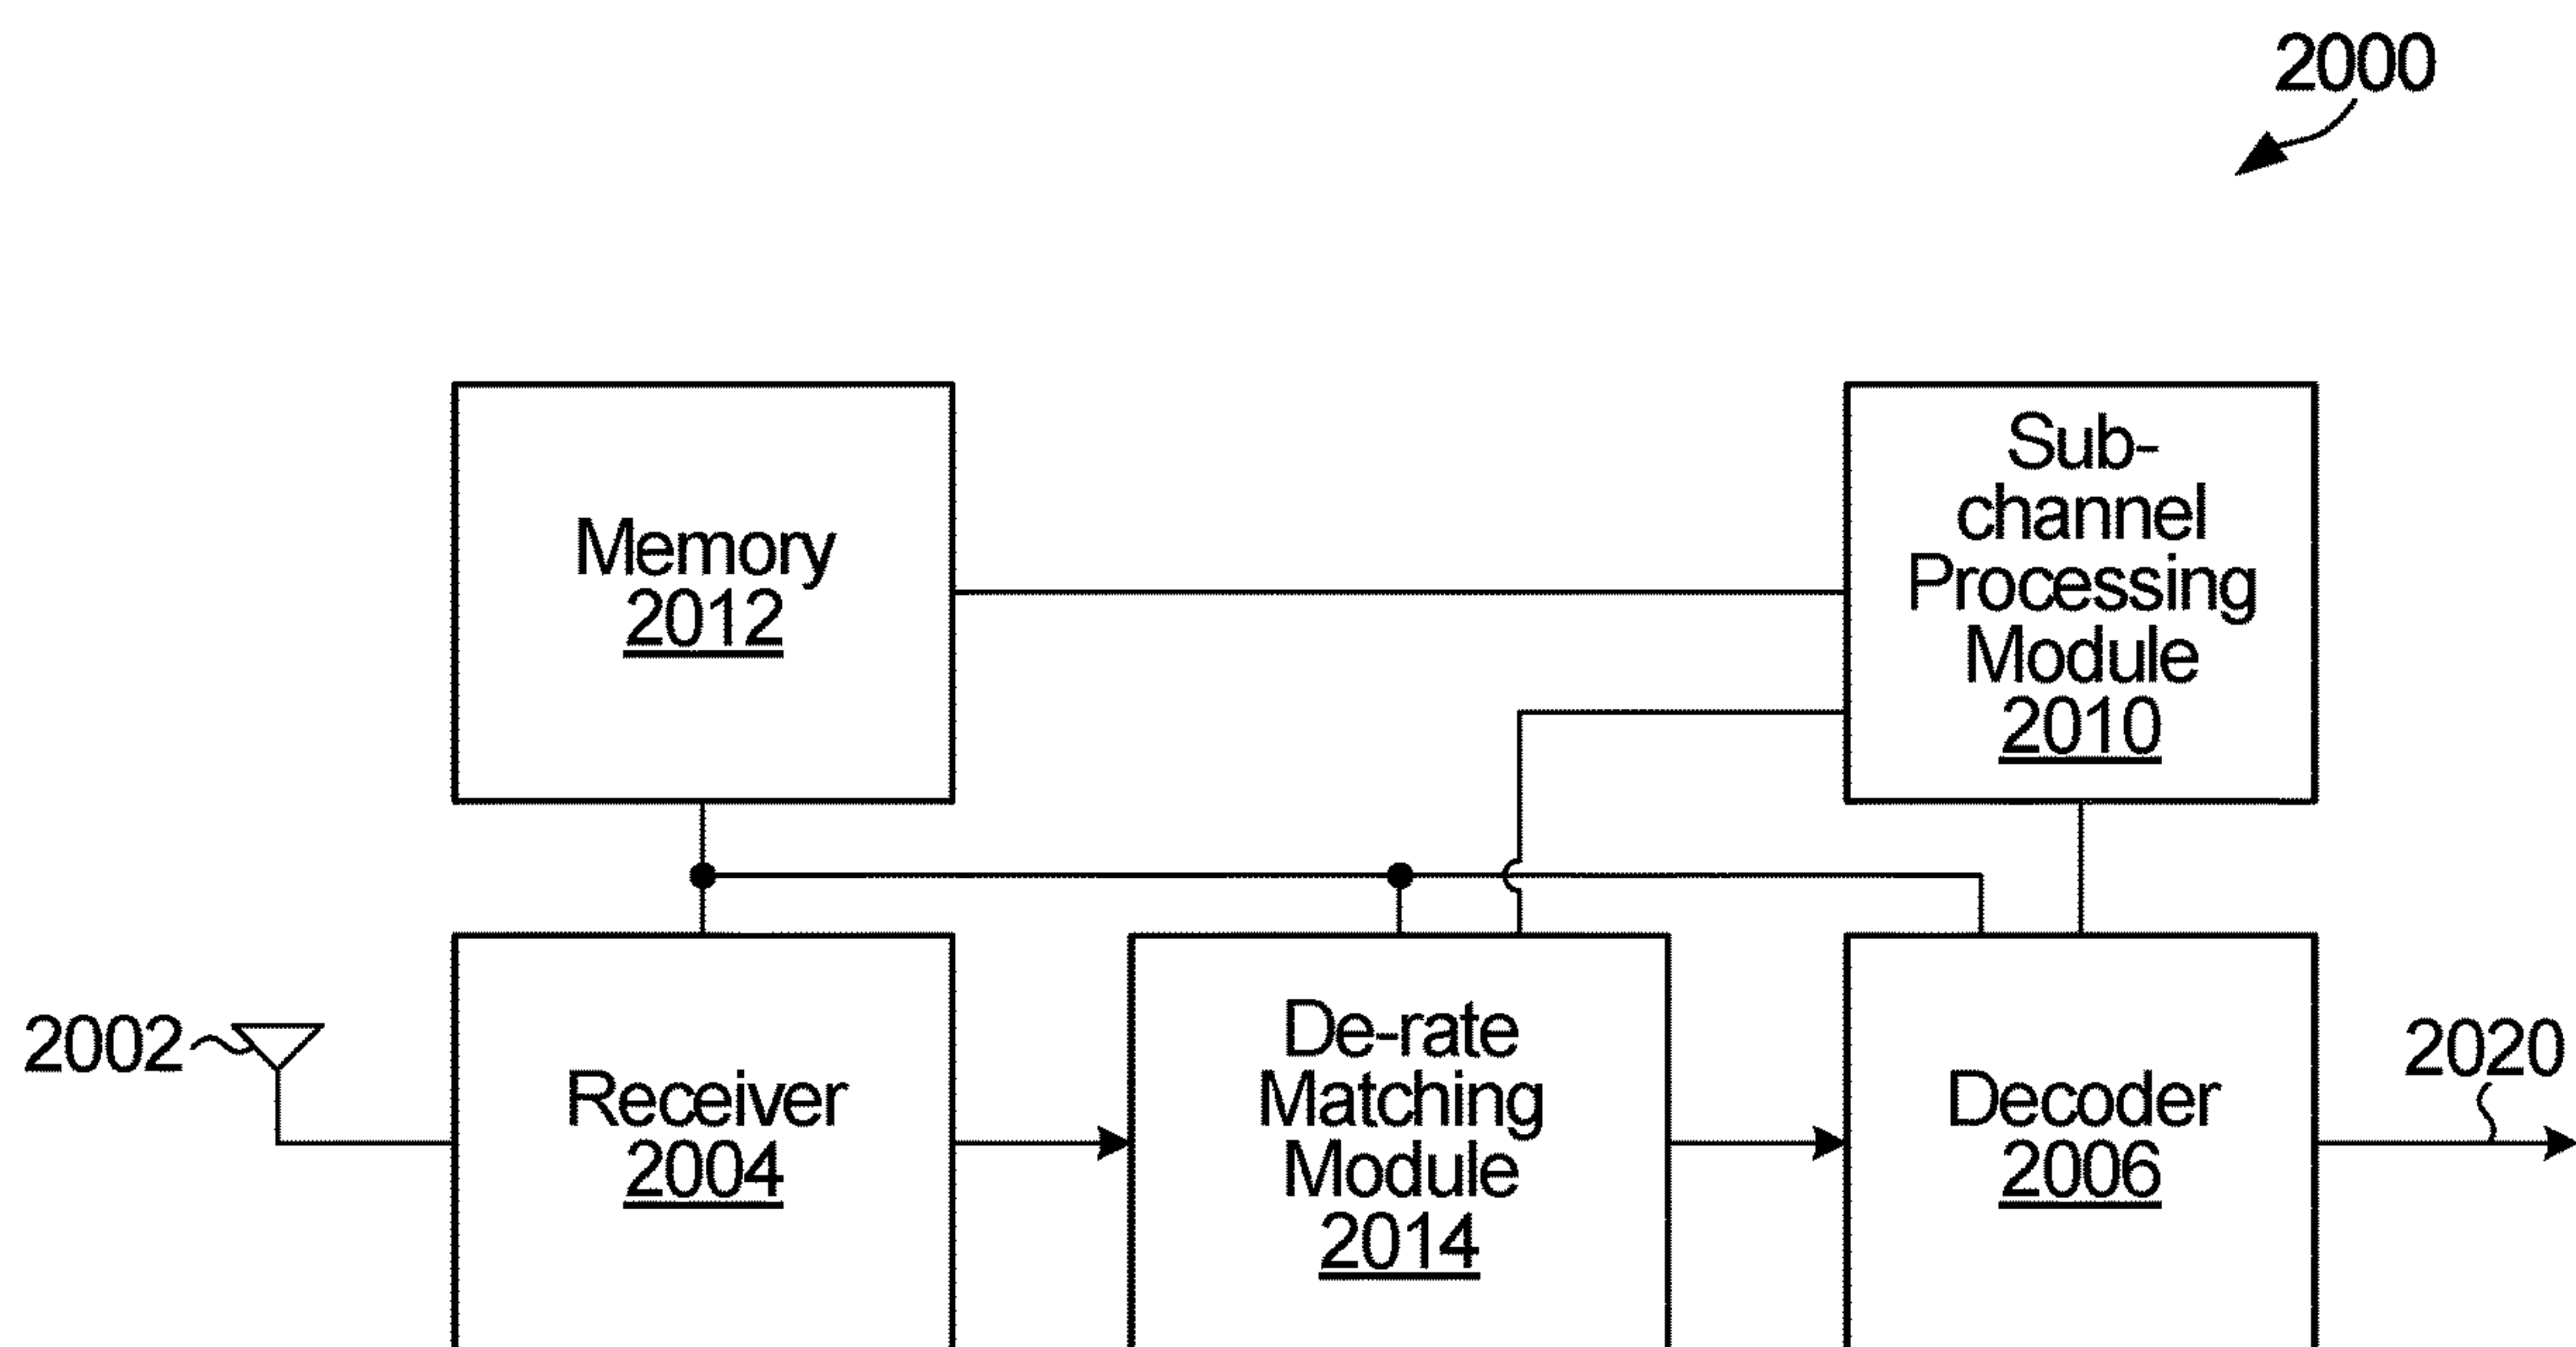 2000
Memory
2012
Sub-
channel
Processing
Module
2010
2002
Receiver
2004
De-rate
Matching
Module
2014
Decoder
2006
2020